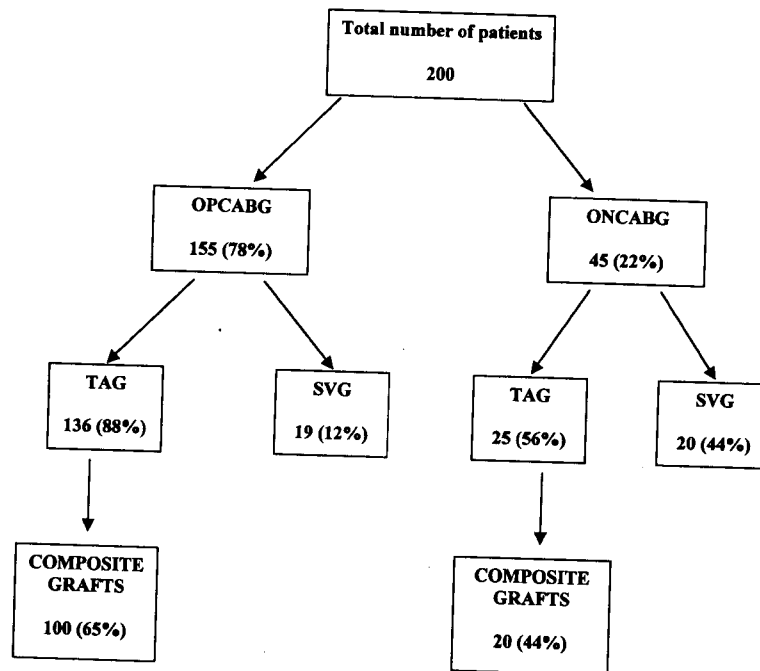 Total number of patients
200
OPCABG
155 (78%)
ONCABG
45 (22%)
TAG
136 (88%)
SVG
19 (12%)
TAG
25 (56%)
SVG
20 (44%)
COMPOSITE
GRAFTS
100 (65%)
COMPOSITE
GRAFTS
20 (44%)